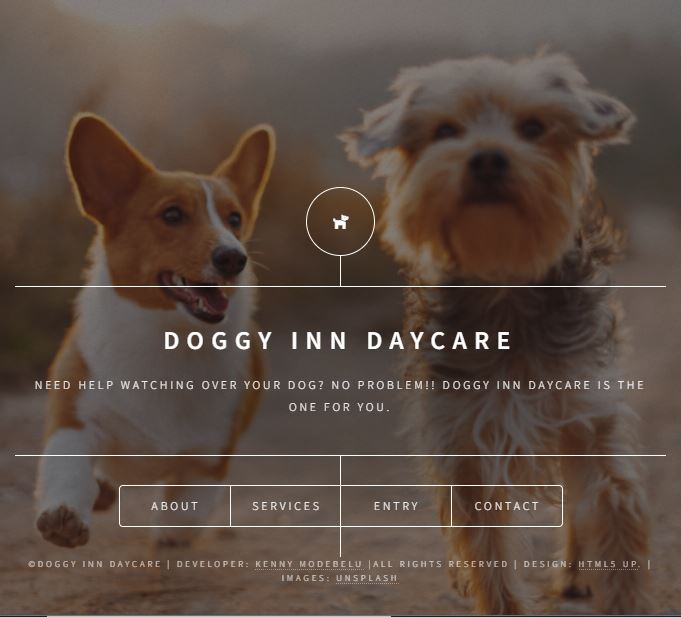 DOGGY INN DAYCARE
NEED HELP WATCHING OVER YOUR DOG? NO PROBLEM!! DOGGY INN DAYCARE IS THE
ONE FOR YOU.
ABOUT SERVICES ENTRY CONTACT
©DOGGY INN DAYCARE | DEVELOPER: KENNY MODEBELU |ALL RIGHTS RESERVED | DESIGN: HTML5 UP. |
IMAGES: UNSPLASH